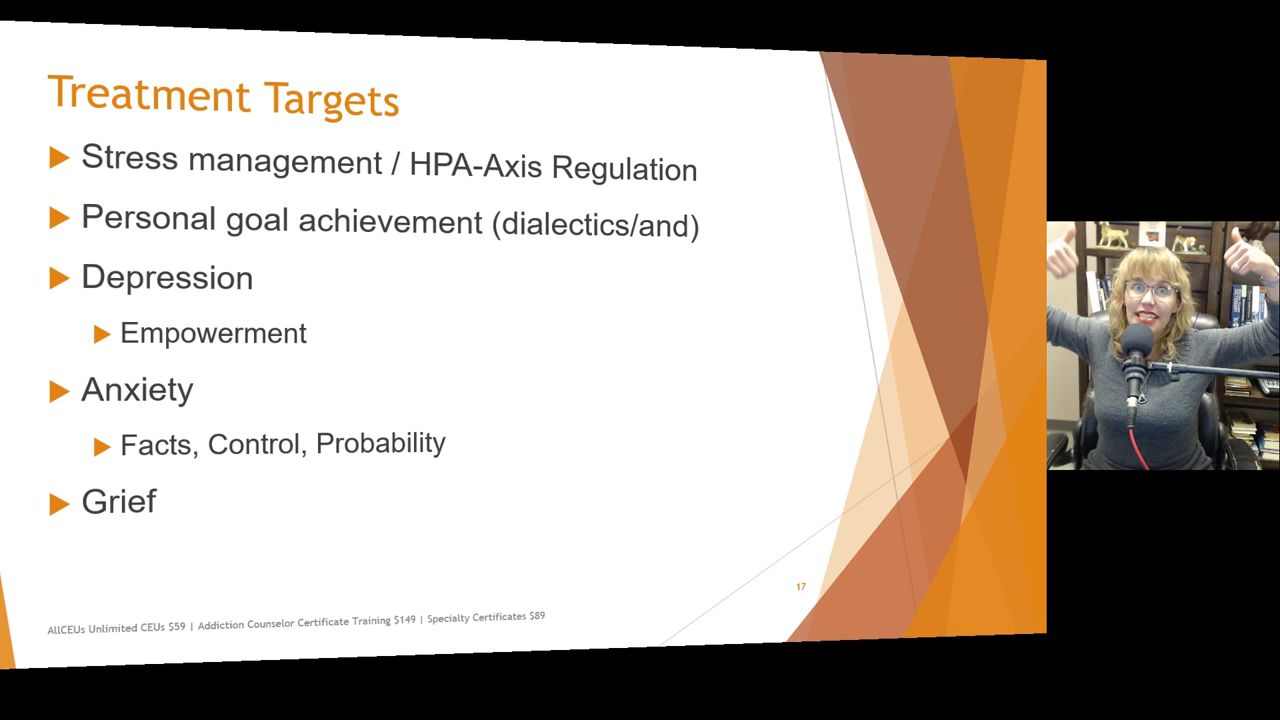 Treatment Targets
Stress management / HPA-Axis Regulation
Personal goal achievement (dialectics/and)
Depression
Empowerment
Anxiety
Facts, Control, Probability
Grief
17
AllCEUs Unlimited CEUs $59 | Addiction Counselor Certificate Training $149 | Specialty Certificates $89